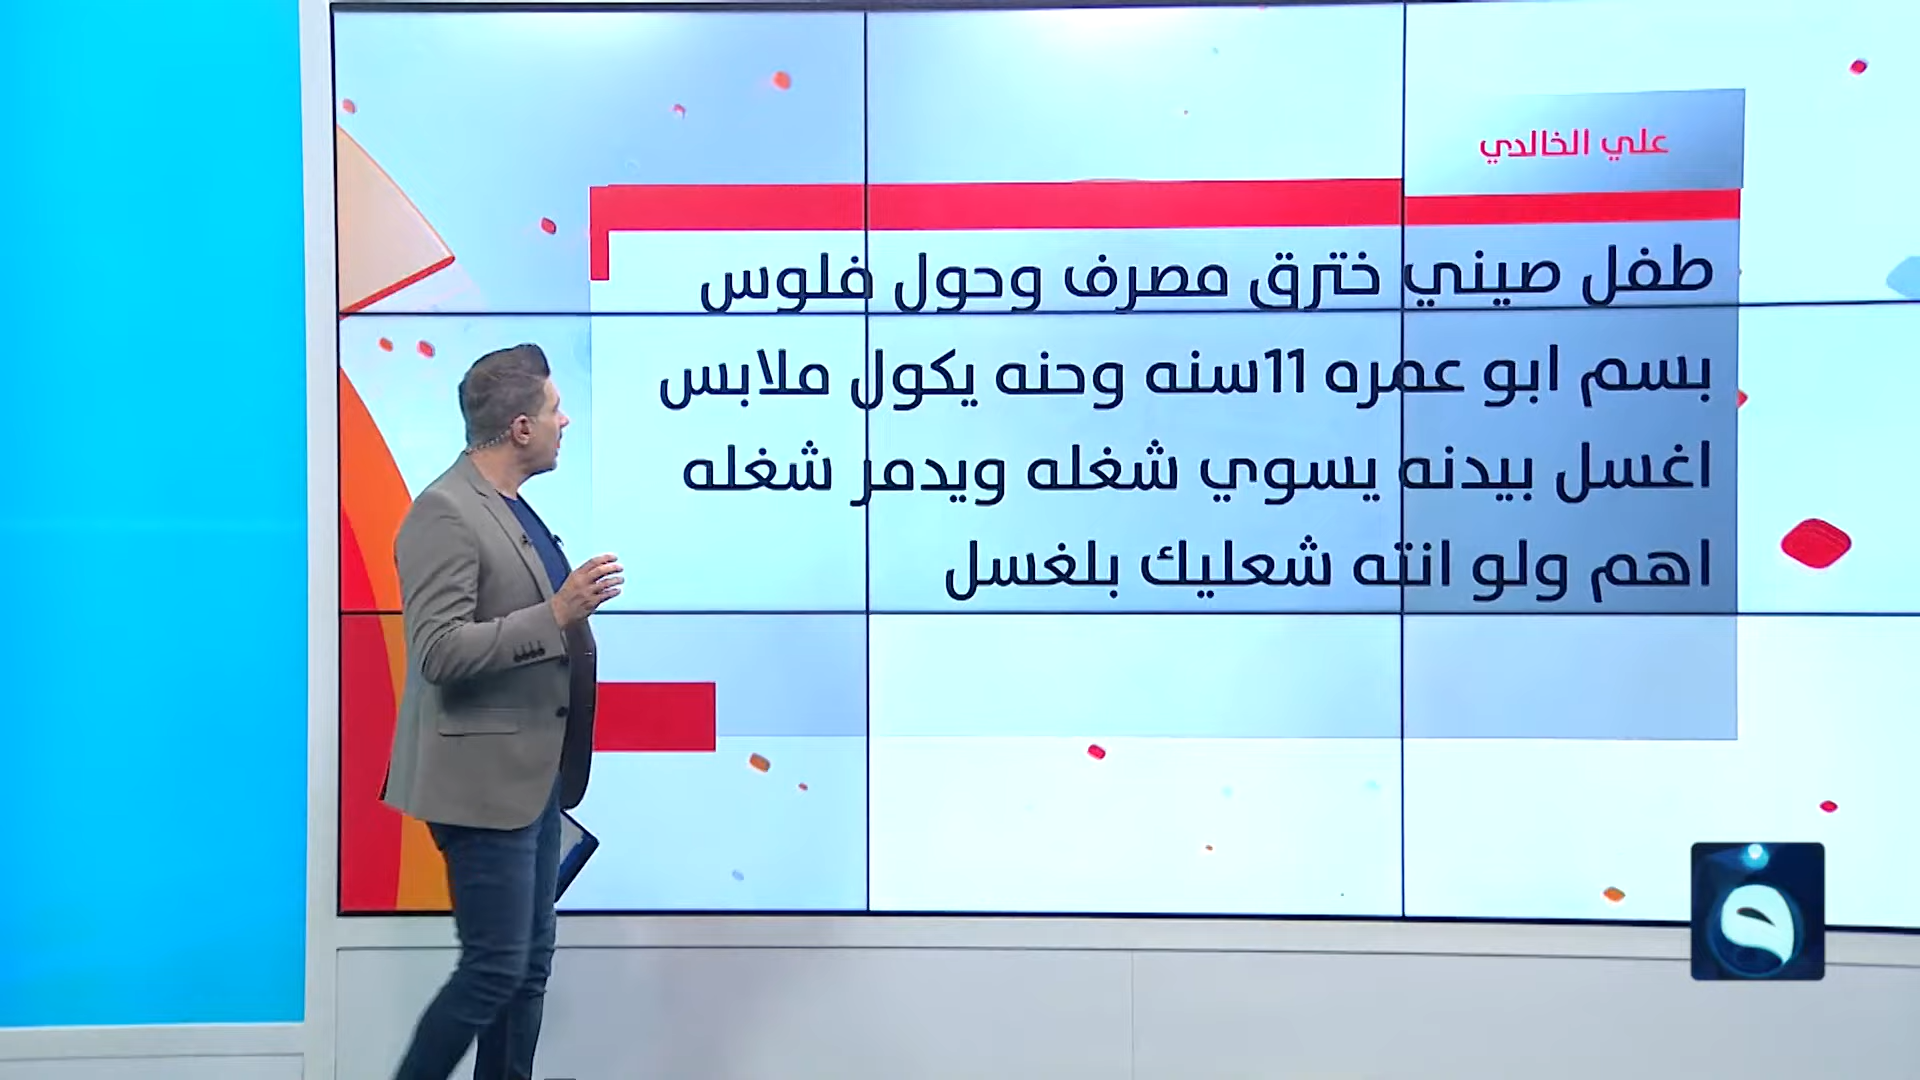 علي الخالدي
طفل صيني خترق مصرف وحول فلوس
بسم ابو عمره 11سنه وحنه يكول ملابس
اغسل بيدنه يسوي شغله ويدمر شغله
اهم ولو انته شعليك بلغسل